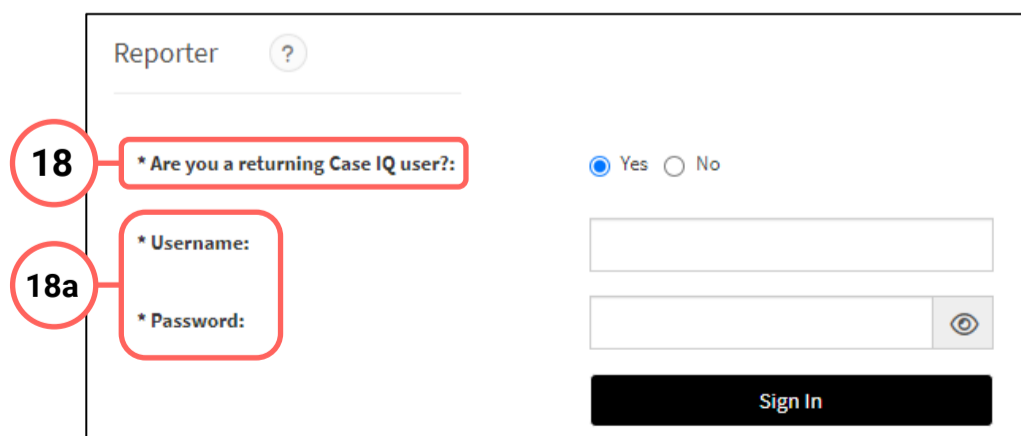 Reporter ?
18 * Are you a returning Case IQ user?: Yes No
* Username:
18a
* Password:
Sign In